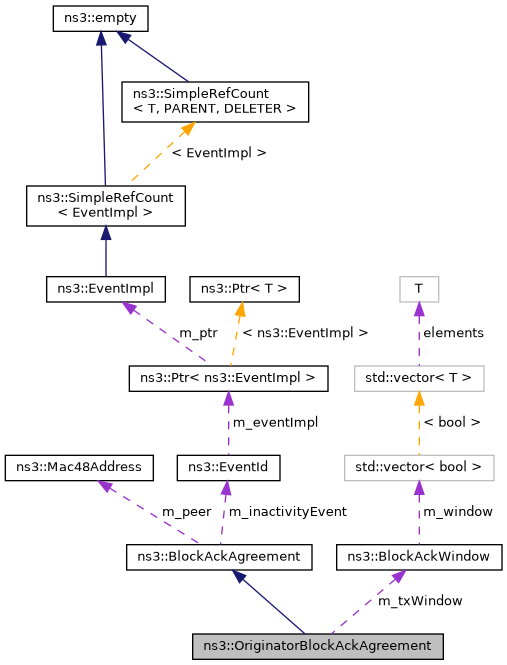 ns3::empty
ns3::SimpleRefCount
< T, PARENT, DELETER >
< EventImpl >
ns3::SimpleRefCount
< EventImpl >
ns3::EventImpl
ns3::Ptr< T >
T
m_ptr
< ns3::EventImpl >
elements
ns3::Ptr< ns3::EventImpl >
std::vector< T >
m_eventImpl
< bool >
ns3::Mac48Address
ns3::EventId
std::vector< bool >
m_peer
m_inactivityEvent
m_window
ns3::BlockAckAgreement
ns3::BlockAckWindow
m_txWindow
ns3::OriginatorBlockAckAgreement